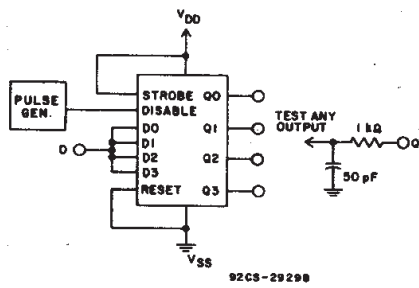 VDD
PULSE
GEN.
STROBE
DISABLE
D0
D1
D2
D3
RESET
Q0
Q1
Q2
Q3
D
VSS
TEST ANY
OUTPUT
1 kΩ
Q
50 pF
92CS-29298